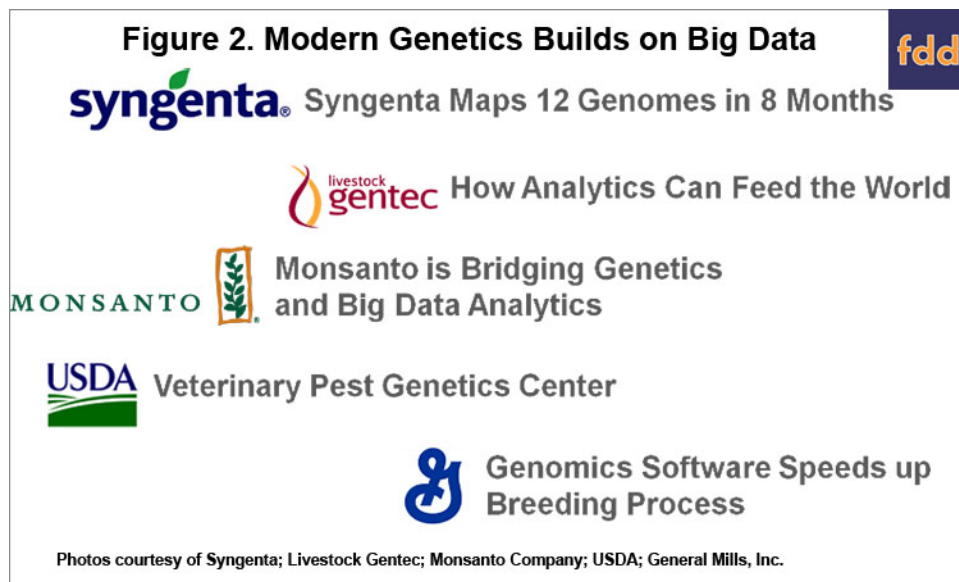 Figure 2. Modern Genetics Builds on Big Data
fdd
syngenta® Syngenta Maps 12 Genomes in 8 Months
livestock
gentec How Analytics Can Feed the World
MONSANTO ® Monsanto is Bridging Genetics
and Big Data Analytics
USDA Veterinary Pest Genetics Center
G Genomics Software Speeds up
Breeding Process
Photos courtesy of Syngenta; Livestock Gentec; Monsanto Company; USDA; General Mills, Inc.